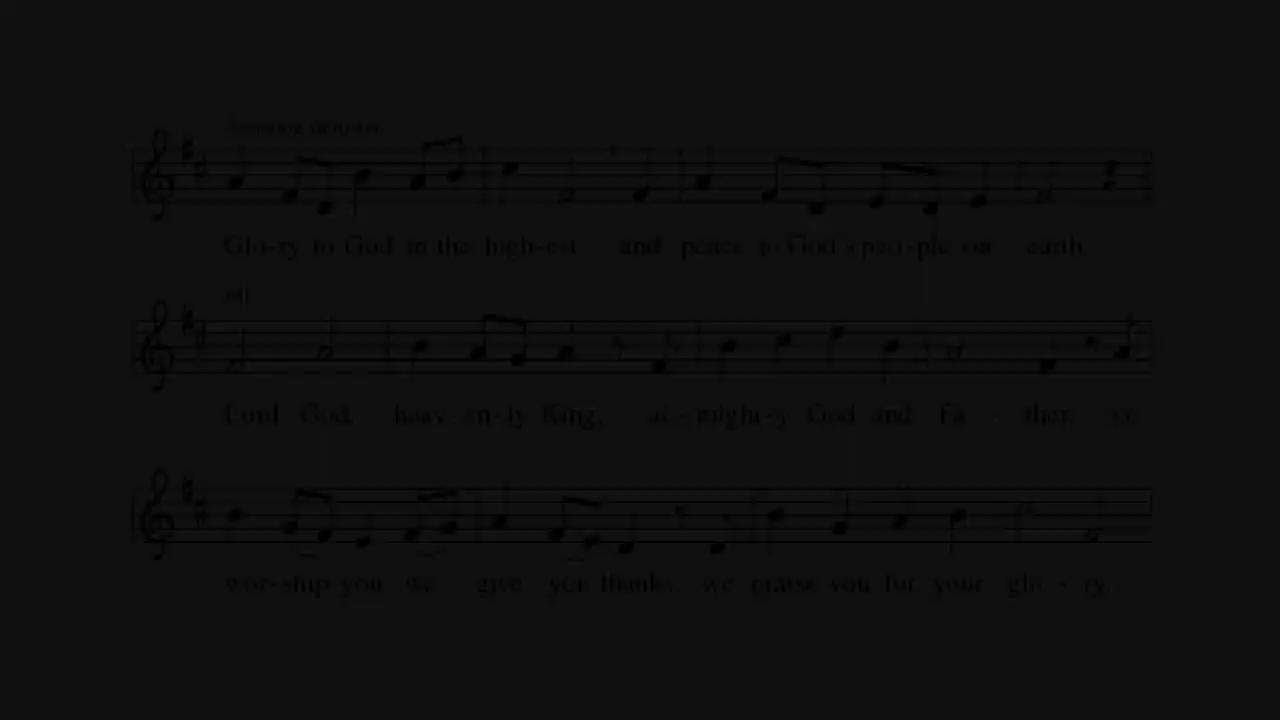 Glo-ry to God in the high-est, and peace to God's peo-ple on earth.
All
Lord God, heav-en-ly King, al-might-y God and Fa - ther, we
wor-ship you, we give you thanks, we praise you for your glo - ry.